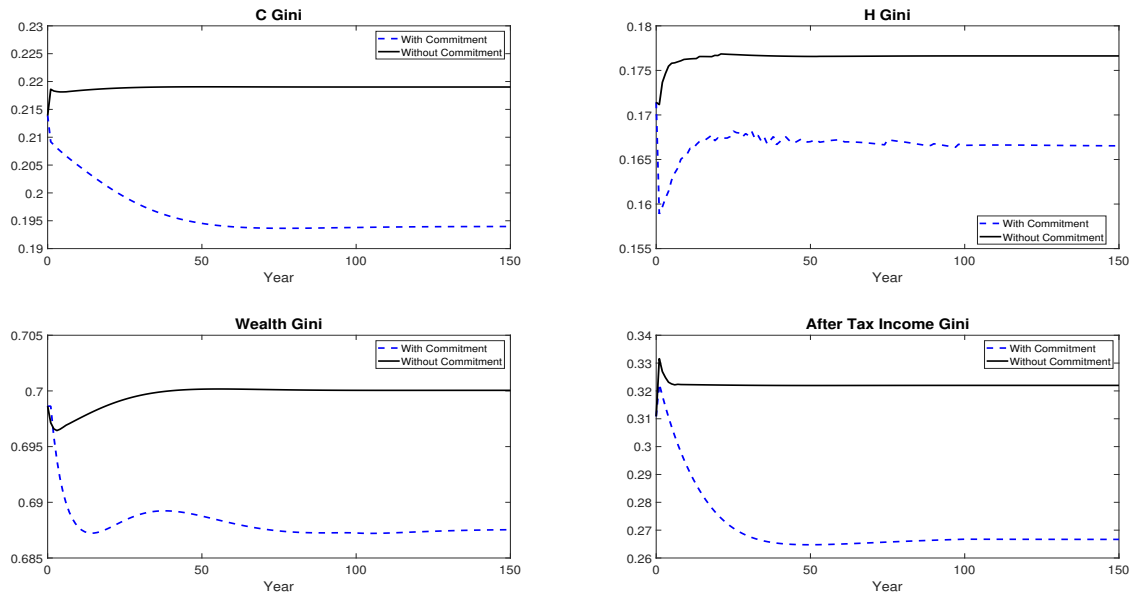 C Gini
0.23
0.225
0.22
0.215
0.21
0.205
0.2
0.195
0.19
0
50
100
150
Year
With Commitment
Without Commitment
H Gini
0.18
0.175
0.17
0.165
0.16
0.155
0
50
100
150
Year
With Commitment
Without Commitment
Wealth Gini
0.705
0.7
0.695
0.69
0.685
0
50
100
150
Year
With Commitment
Without Commitment
After Tax Income Gini
0.34
0.33
0.32
0.31
0.3
0.29
0.28
0.27
0.26
0
50
100
150
Year
With Commitment
Without Commitment